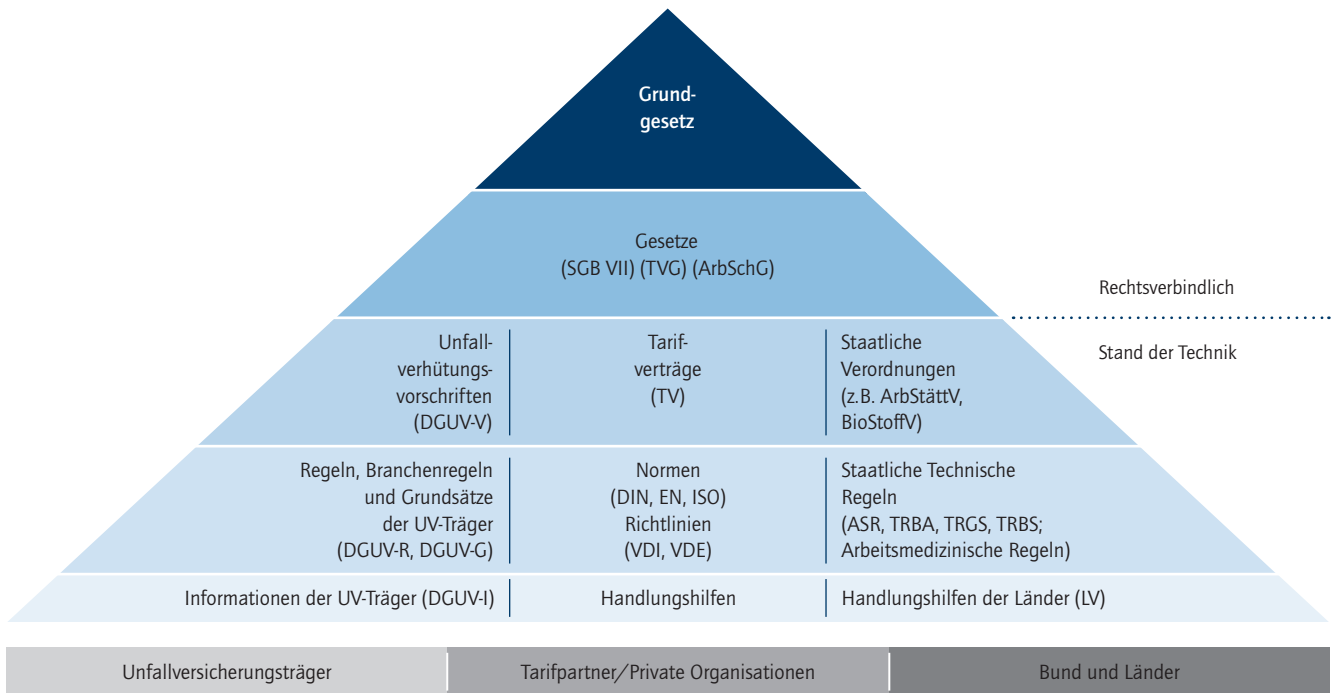 Grund-
gesetz
Gesetze
(SGB VII) (TVG) (ArbSchG)
Rechtsverbindlich
Stand der Technik
Unfall-
verhütungs-
vorschriften
(DGUV-V)
Tarif-
verträge
(TV)
Staatliche
Verordnungen
(z.B. ArbStättV,
BioStoffV)
Regeln, Branchenregeln
und Grundsätze
der UV-Träger
(DGUV-R, DGUV-G)
Normen
(DIN, EN, ISO)
Richtlinien
(VDI, VDE)
Staatliche Technische
Regeln
(ASR, TRBA, TRGS, TRBS;
Arbeitsmedizinische Regeln)
Informationen der UV-Träger (DGUV-I)
Handlungshilfen
Handlungshilfen der Länder (LV)
Unfallversicherungsträger
Tarifpartner/Private Organisationen
Bund und Länder